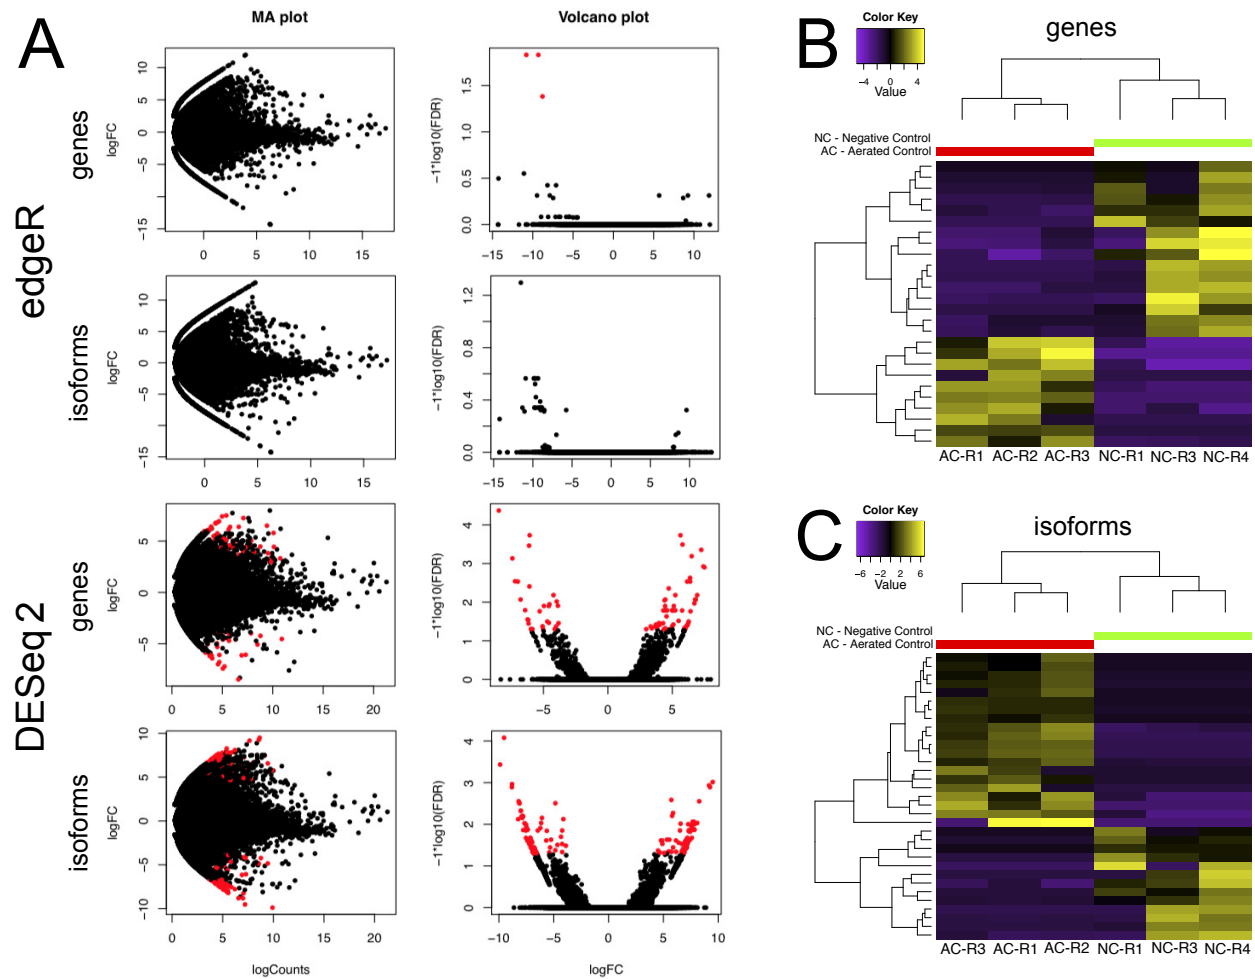 A
MA plot
Volcano plot
edgeR
genes
logFC
10
5
0
−5
−15
0
5
10
15
−1*log10(FDR)
1.5
1.0
0.5
0.0
−15
−10
−5
0
5
10
isoforms
logFC
10
5
0
−5
−15
0
5
10
15
−1*log10(FDR)
1.2
0.8
0.4
0.0
−15
−10
−5
0
5
10
DESeq 2
genes
logFC
5
0
−5
0
5
10
15
20
−1*log10(FDR)
4
3
2
1
0
−5
0
5
isoforms
logFC
10
5
0
−5
−10
0
5
10
15
20
logCounts
−1*log10(FDR)
4
3
2
1
0
−10
−5
0
5
10
logFC
B
Color Key
−4 0 4
Value
genes
NC - Negative Control
AC - Aerated Control
AC-R1 AC-R2 AC-R3 NC-R1 NC-R3 NC-R4
C
Color Key
−6 −2 2 6
Value
isoforms
NC - Negative Control
AC - Aerated Control
AC-R3 AC-R1 AC-R2 NC-R1 NC-R3 NC-R4